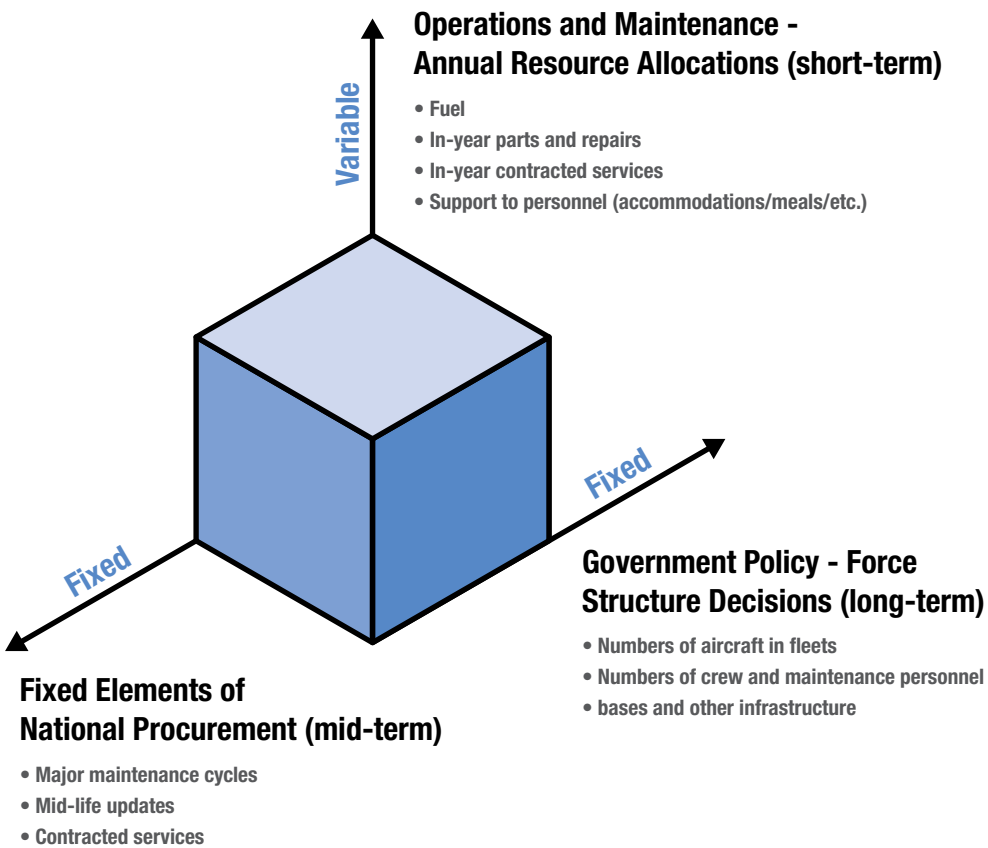 Operations and Maintenance -
Annual Resource Allocations (short-term)
• Fuel
• In-year parts and repairs
• In-year contracted services
• Support to personnel (accommodations/meals/etc.)
Variable
Fixed
Fixed
Government Policy - Force
Structure Decisions (long-term)
• Numbers of aircraft in fleets
• Numbers of crew and maintenance personnel
• bases and other infrastructure
Fixed Elements of
National Procurement (mid-term)
• Major maintenance cycles
• Mid-life updates
• Contracted services